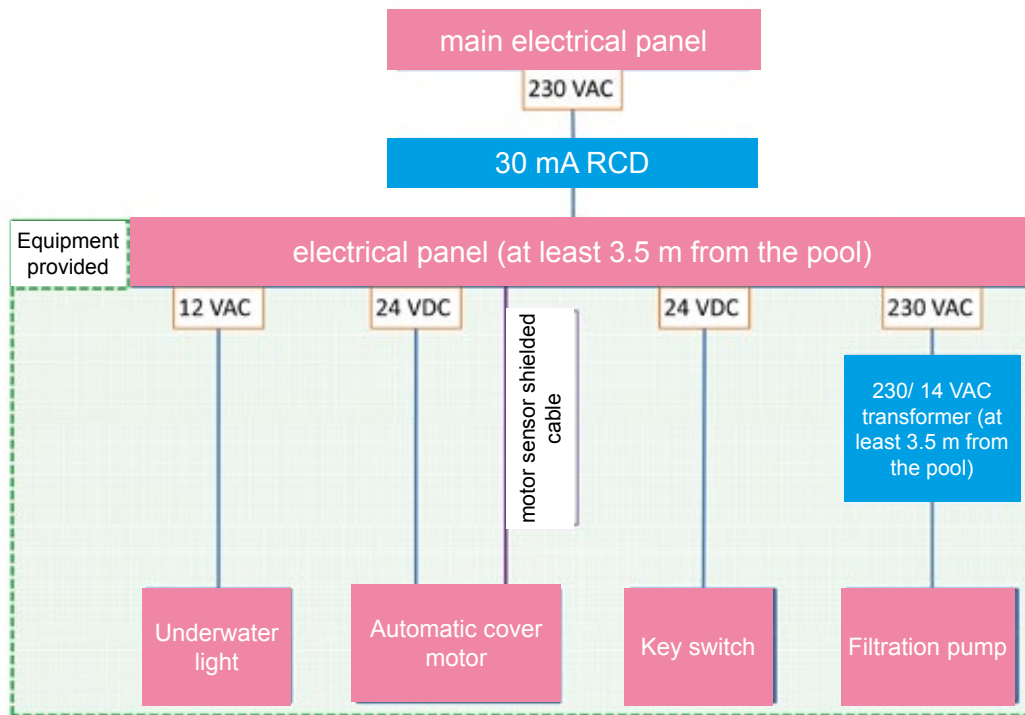 main electrical panel
230 VAC
30 mA RCD
Equipment
provided
electrical panel (at least 3.5 m from the pool)
12 VAC
24 VDC
motor sensor shielded
cable
24 VDC
230 VAC
230/ 14 VAC
transformer (at
least 3.5 m from
the pool)
Underwater
light
Automatic cover
motor
Key switch
Filtration pump